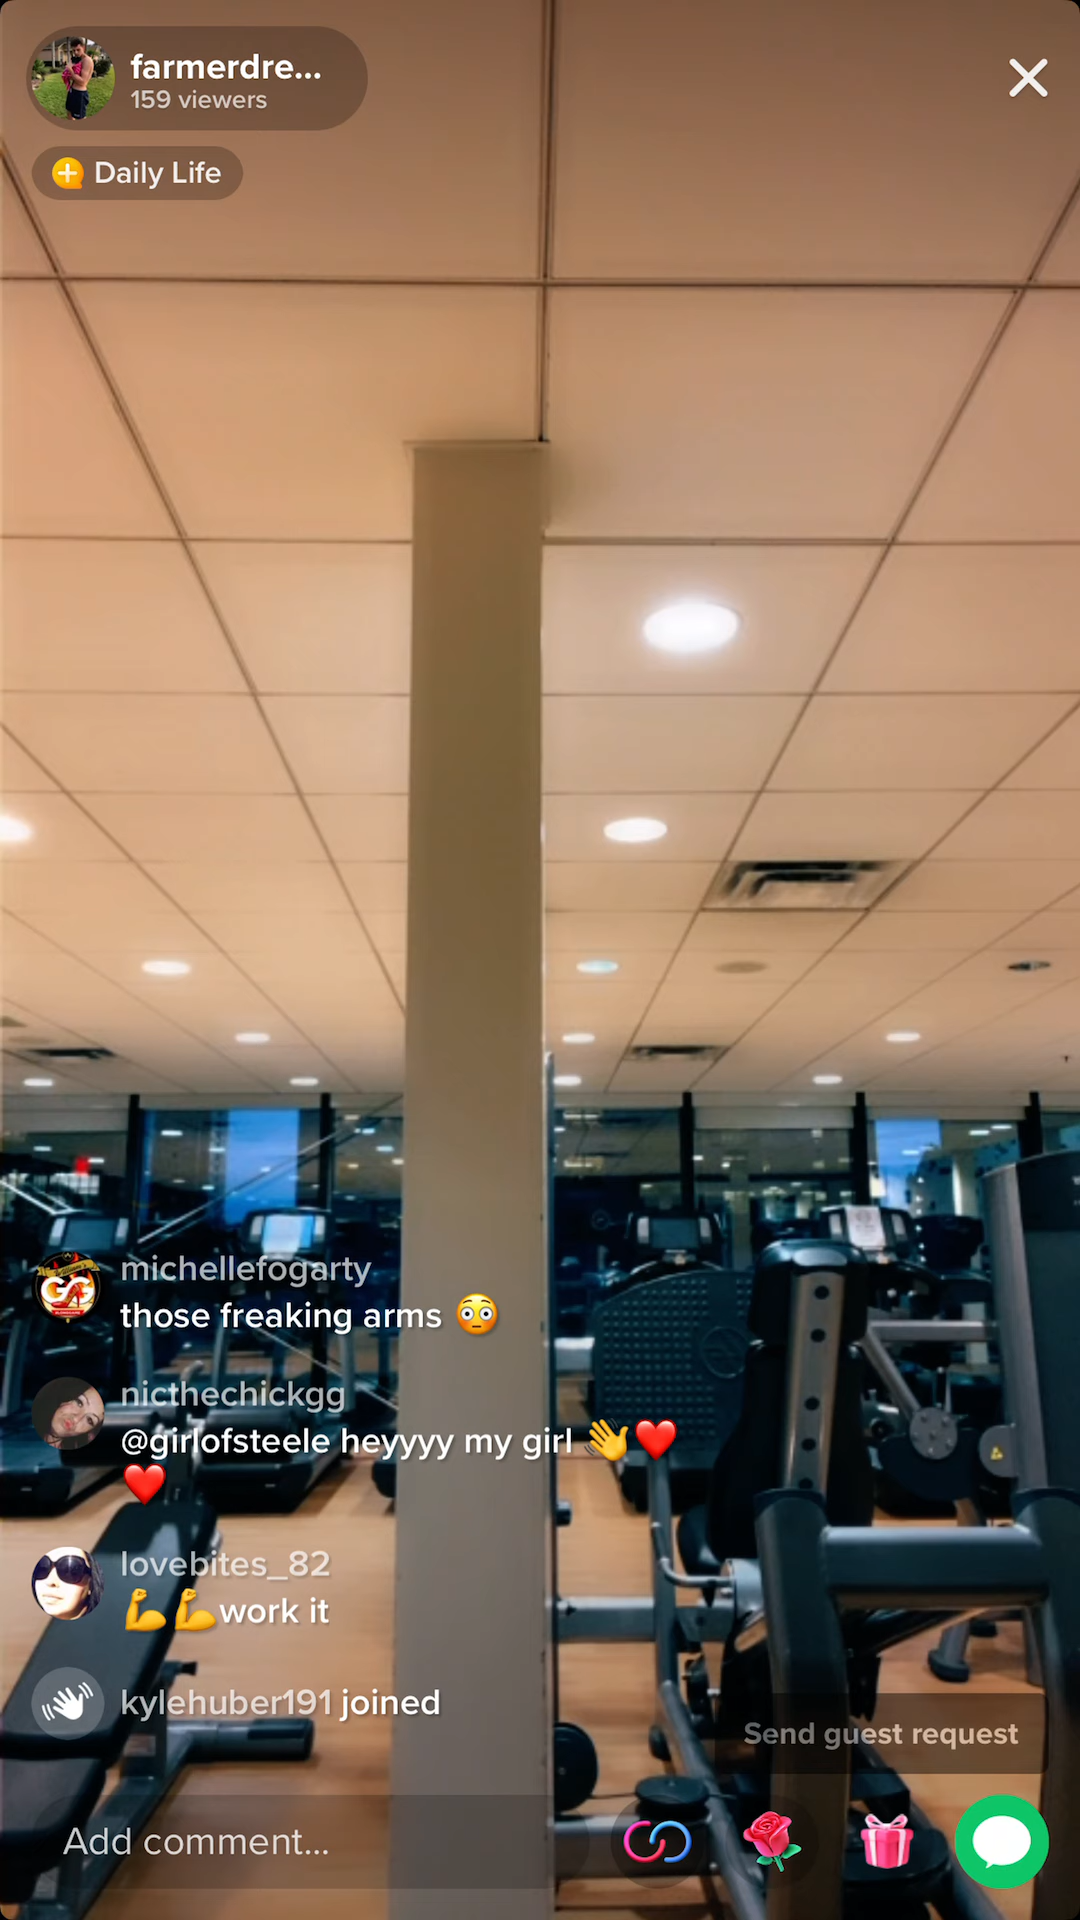 farmerdre...
159 viewers
Daily Life
michellefogarty
those freaking arms 😳
nicthechickgg
@girlofsteele heyyyy my girl 👋❤️
❤️
lovebites_82
💪💪work it
kylehuber191 joined
Send guest request
Add comment...